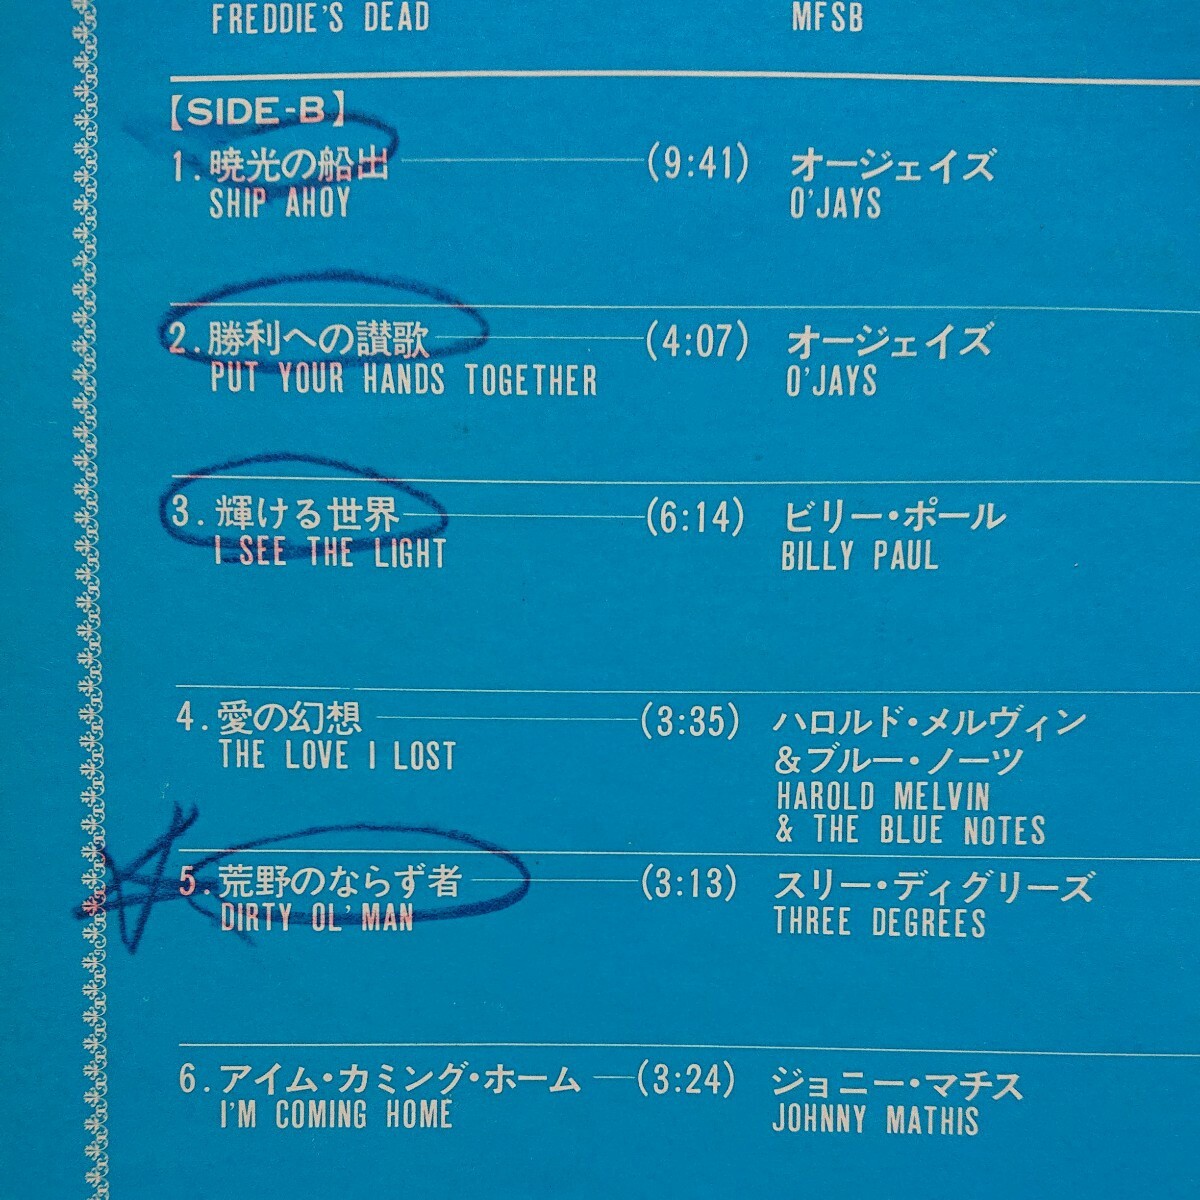 FREDDIE'S DEAD MFSB
【SIDE-B】
1. 暁光の船出 (9:41) オージェイズ
SHIP AHOY O'JAYS
2. 勝利への讃歌 (4:07) オージェイズ
PUT YOUR HANDS TOGETHER O'JAYS
3. 輝ける世界 (6:14) ビリー・ポール
I SEE THE LIGHT BILLY PAUL
4. 愛の幻想 (3:35) ハロルド・メルヴィン
THE LOVE I LOST &ブルー・ノーツ
HAROLD MELVIN
& THE BLUE NOTES
5. 荒野のならず者 (3:13) スリー・ディグリーズ
DIRTY OL' MAN THREE DEGREES
6. アイム・カミング・ホーム (3:24) ジョニー・マチス
I'M COMING HOME JOHNNY MATHIS